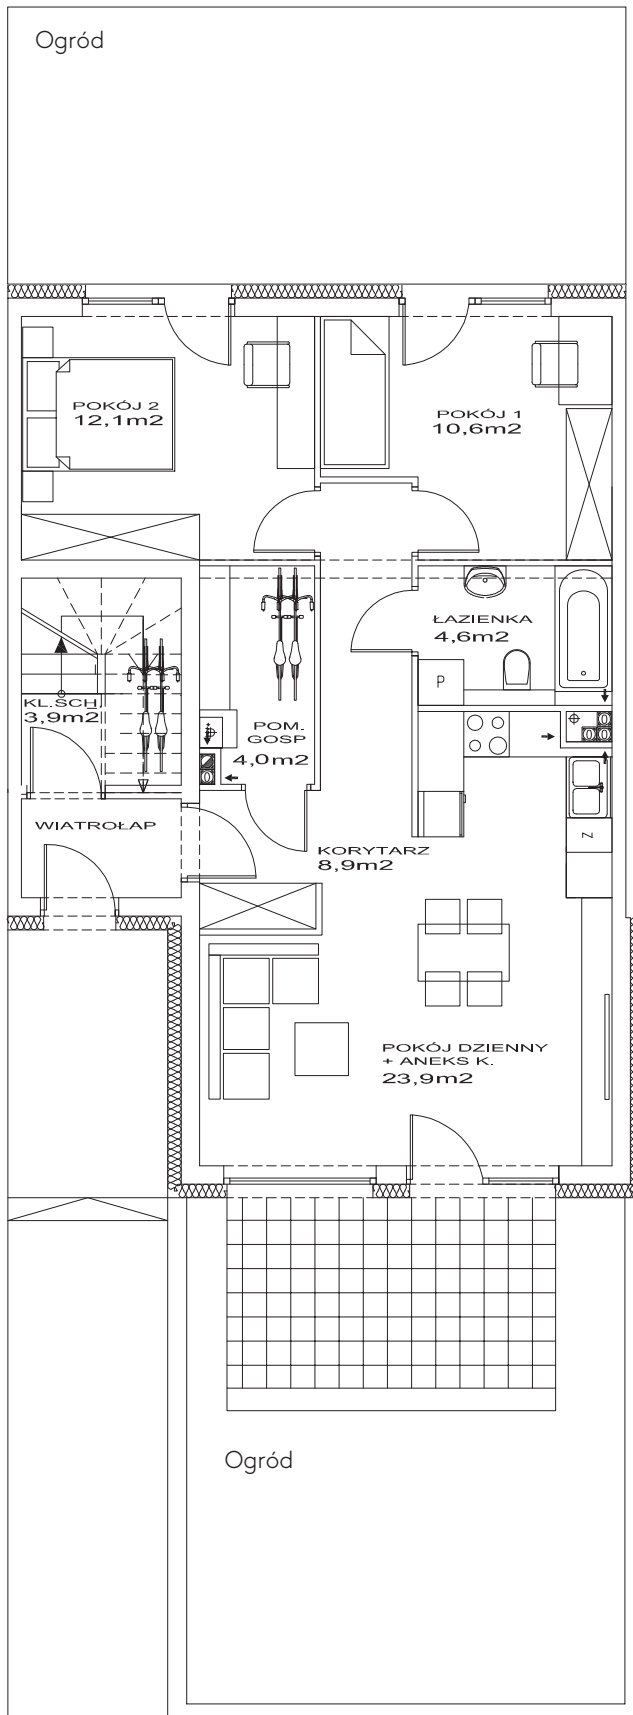 Ogród
POKÓJ 2
12,1m2
POKÓJ 1
10,6m2
ŁAZIENKA
4,6m2
P
KL.SCH.
3,9m2
POM.
GOSP
4,0m2
WIATROŁAP
KORYTARZ
8,9m2
Z
POKÓJ DZIENNY
+ ANEKS K.
23,9m2
Ogród